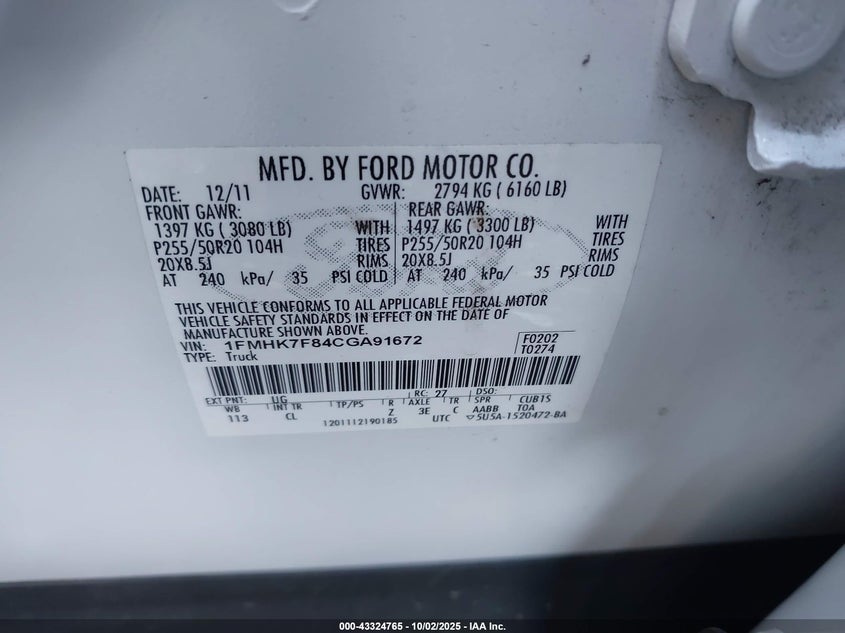 MFD. BY FORD MOTOR CO.
DATE: 12/11 GVWR: 2794 KG ( 6160 LB)
FRONT GAWR: REAR GAWR:
1397 KG ( 3080 LB) WITH 1497 KG ( 3300 LB) WITH
P255/50R20 104H TIRES P255/50R20 104H TIRES
20X8.5J RIMS 20X8.5J RIMS
AT 240 kPa/ 35 PSI COLD AT 240 kPa/ 35 PSI COLD
THIS VEHICLE CONFORMS TO ALL APPLICABLE FEDERAL MOTOR
VEHICLE SAFETY STANDARDS IN EFFECT ON THE DATE OF
MANUFACTURE SHOWN ABOVE.
VIN: 1FMHK7F84CGA91672 F0202
TYPE: Truck T0274
EXT PNT: UG RC: 27 DSO:
WB INT TR TP/PS R AXLE TR SPR CUB1S
113 CL Z 3E C AABB TOA
1201112190185 UTC ▽5U5A-1520472-BA
000-43324765 - 10/02/2025 - IAA Inc.